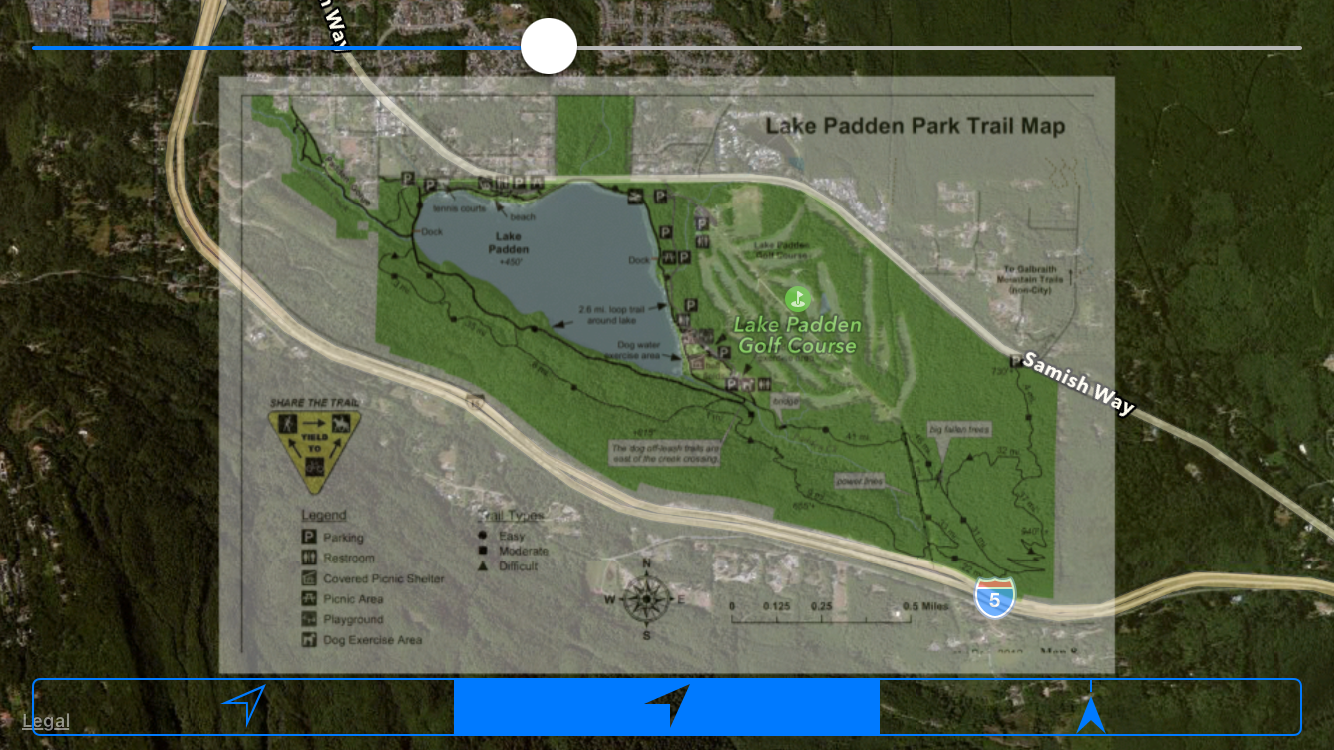 Way
Lake Padden Park Trail Map
tennis courts
beach
Dock
Lake
Padden
+450'
Dock
Lake Padden
Golf Course
To Galbraith
Mountain Trails
(non-City)
2.6 mi. loop trail
around lake
Lake Padden
Golf Course
Dog water
exercise area
Samish Way
730'
SHARE THE TRAIL
YIELD
TO
bridge
big fallen trees
.41 mi.
The dog off-leash trails are
east of the creek crossing.
power lines
Legend
Parking
Restroom
Covered Picnic Shelter
Picnic Area
Playground
Dog Exercise Area
Trail Types
Easy
Moderate
Difficult
N
W
E
S
0 0.125 0.25 0.5 Miles
5
Legal